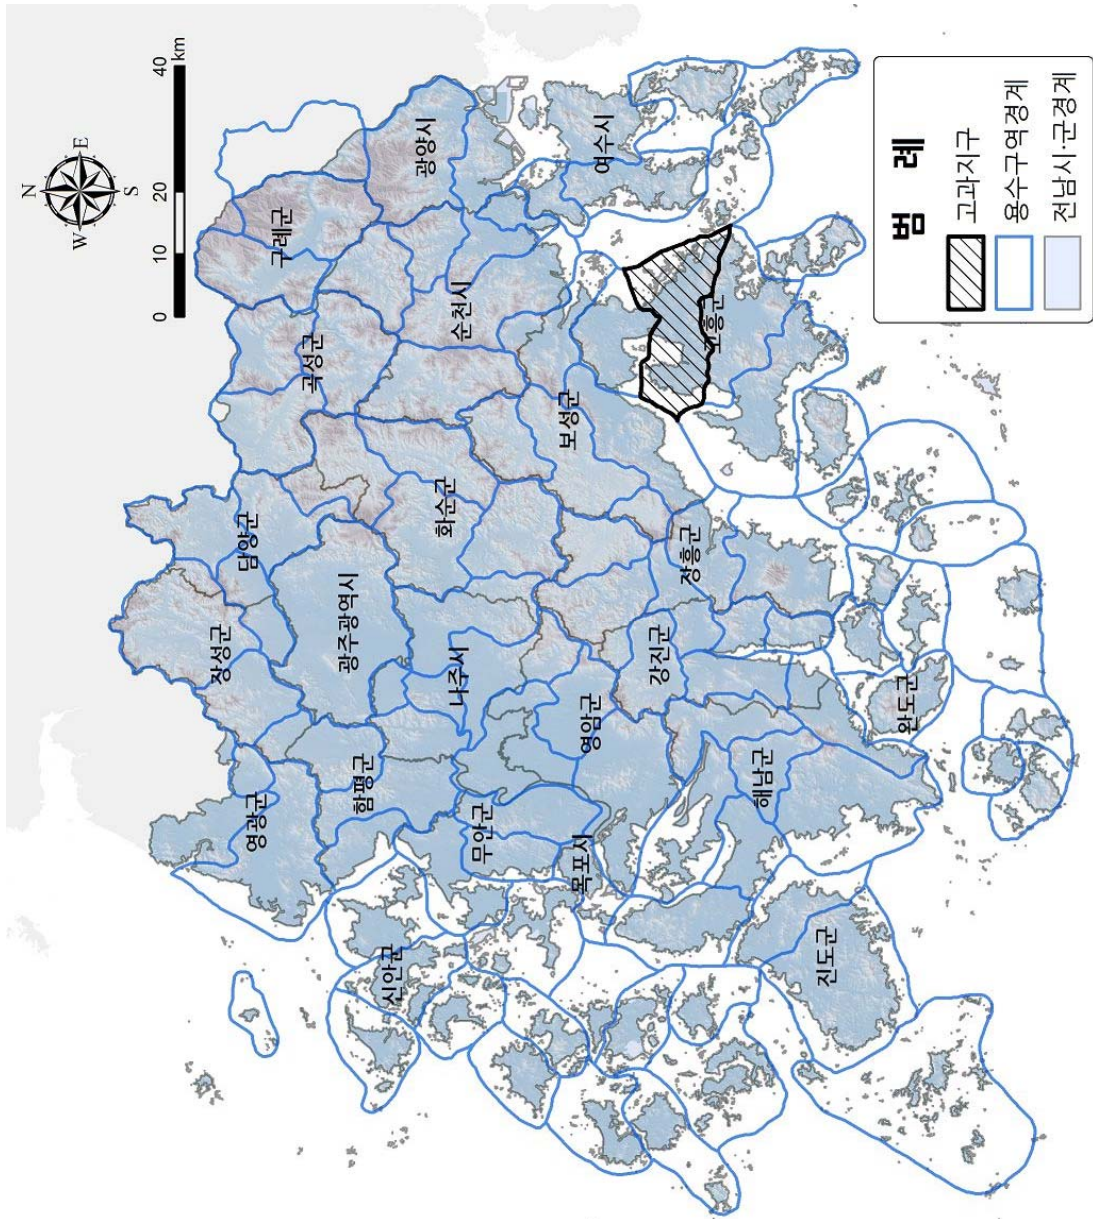 N
W
E
S
0
10
20
40
km
구례군
광양시
곡성군
순천시
여수시
담양군
화순군
보성군
고흥군
장성군
광주광역시
나주시
장흥군
강진군
영광군
함평군
무안군
영암군
목포시
해남군
완도군
신안군
진도군
범 례
고과지구
용수구역경계
전남시·군경계